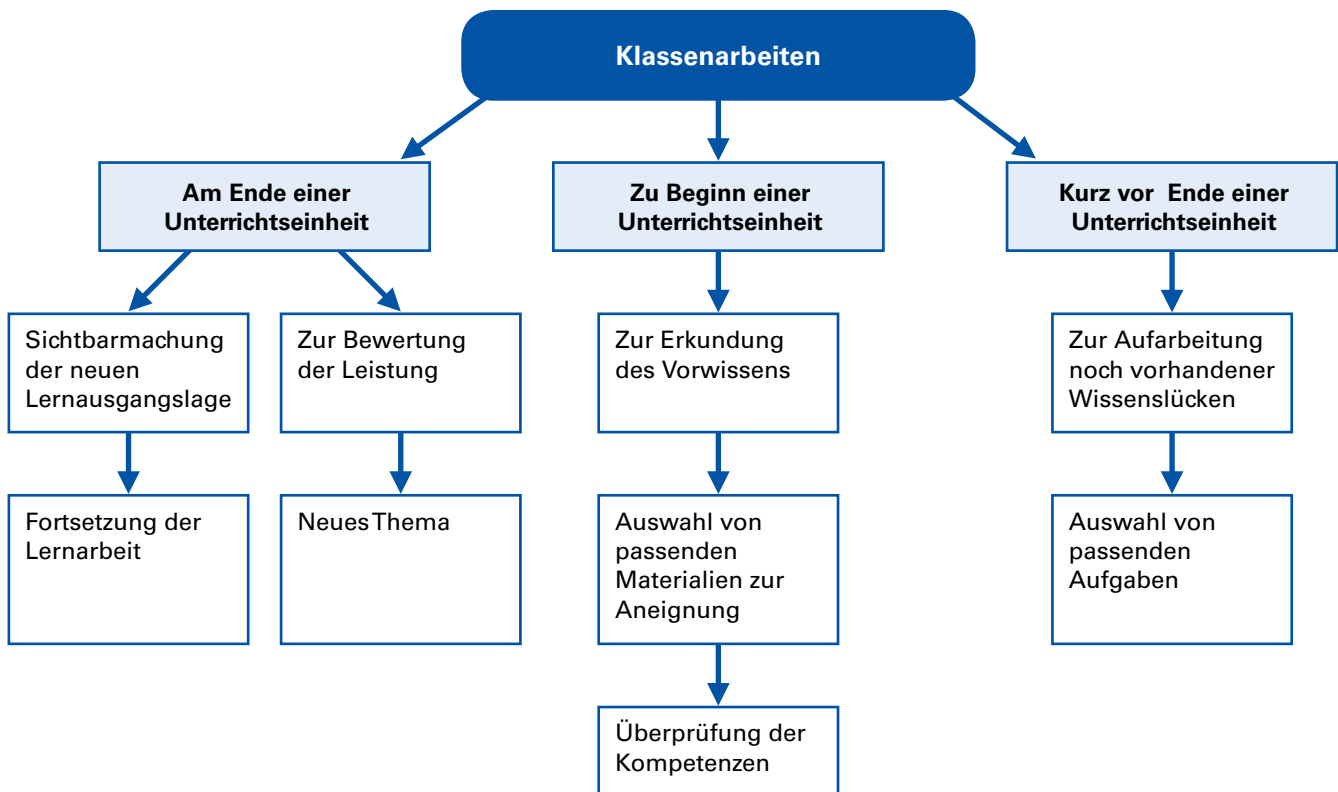 Klassenarbeiten
Am Ende einer
Unterrichtseinheit
Zu Beginn einer
Unterrichtseinheit
Kurz vor Ende einer
Unterrichtseinheit
Sichtbarmachung
der neuen
Lernausgangslage
Zur Bewertung
der Leistung
Zur Erkundung
des Vorwissens
Zur Aufarbeitung
noch vorhandener
Wissenslücken
Fortsetzung der
Lernarbeit
Neues Thema
Auswahl von
passenden
Materialien zur
Aneignung
Auswahl von
passenden
Aufgaben
Überprüfung der
Kompetenzen